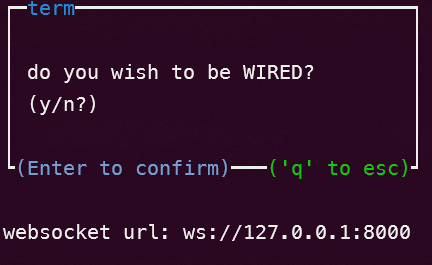 term
do you wish to be WIRED?
(y/n?)
(Enter to confirm) ('q' to esc)
websocket url: ws://127.0.0.1:8000